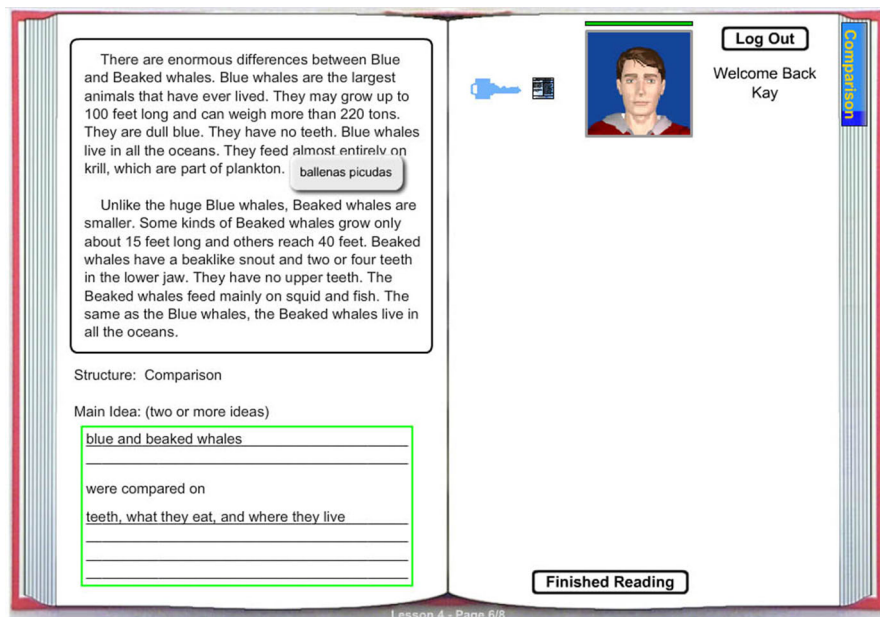 There are enormous differences between Blue
and Beaked whales. Blue whales are the largest
animals that have ever lived. They may grow up to
100 feet long and can weigh more than 220 tons.
They are dull blue. They have no teeth. Blue whales
live in all the oceans. They feed almost entirely on
krill, which are part of plankton.
ballenas picudas
Unlike the huge Blue whales, Beaked whales are
smaller. Some kinds of Beaked whales grow only
about 15 feet long and others reach 40 feet. Beaked
whales have a beaklike snout and two or four teeth
in the lower jaw. They have no upper teeth. The
Beaked whales feed mainly on squid and fish. The
same as the Blue whales, the Beaked whales live in
all the oceans.
Structure: Comparison
Main Idea: (two or more ideas)
blue and beaked whales
were compared on
teeth, what they eat, and where they live
Log Out
Welcome Back
Kay
Comparison
Finished Reading
Lesson 4 - Page 6/8